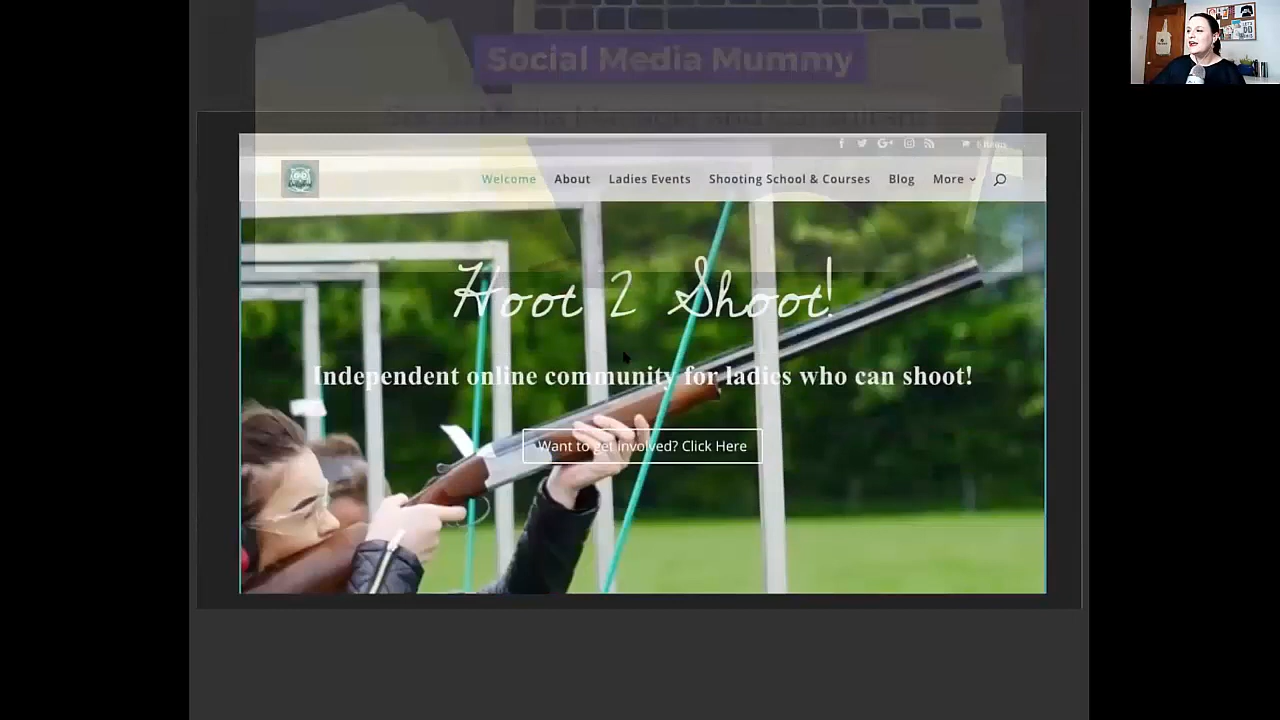 Social Media Mummy
Welcome About Ladies Events Shooting School & Courses Blog More
Hoot 2 Shoot!
Independent online community for ladies who can shoot!
Want to get involved? Click Here